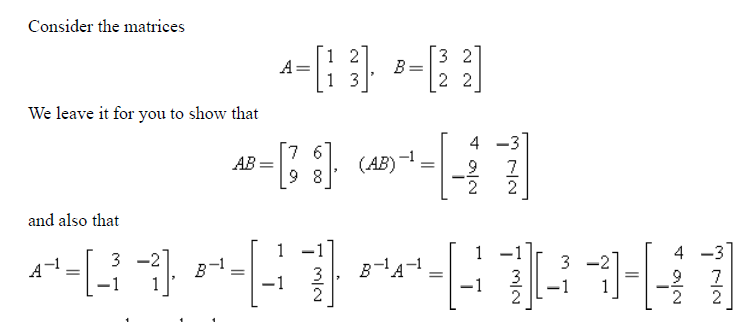 Consider the matrices
A = [1 2; 1 3], B = [3 2; 2 2]
We leave it for you to show that
AB = [7 6; 9 8], (AB)⁻¹ = [4 −3; −9/2 7/2]
and also that
A⁻¹ = [3 −2; −1 1], B⁻¹ = [1 −1; −1 3/2], B⁻¹A⁻¹ = [1 −1; −1 3/2][3 −2; −1 1] = [4 −3; −9/2 7/2]